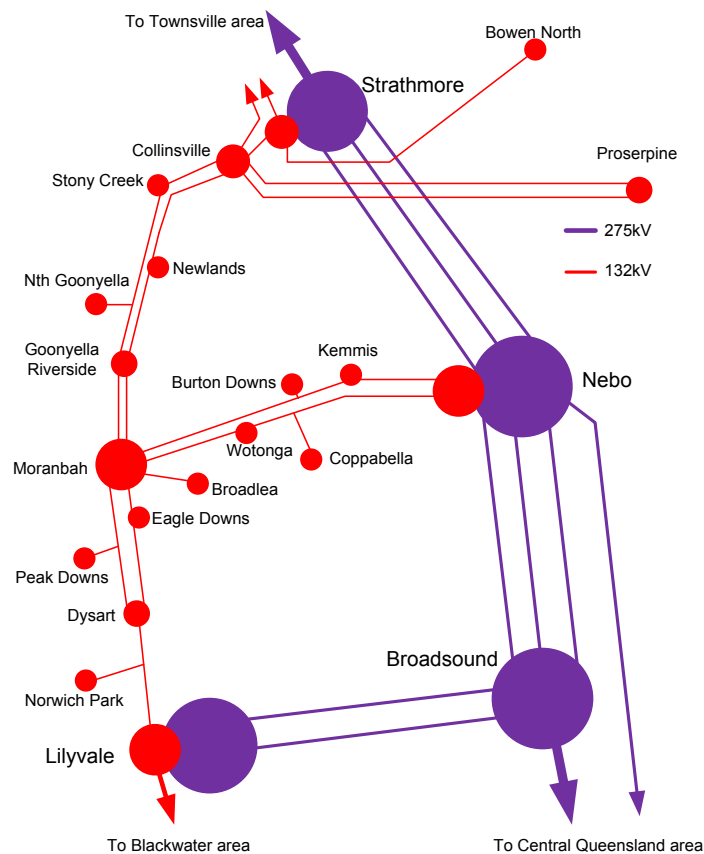 To Townsville area
Bowen North
Strathmore
Collinsville
Proserpine
Stony Creek
275kV
Newlands
132kV
Nth Goonyella
Goonyella
Riverside
Kemmis
Burton Downs
Nebo
Wotonga
Coppabella
Moranbah
Broadlea
Eagle Downs
Peak Downs
Dysart
Broadsound
Norwich Park
Lilyvale
To Blackwater area
To Central Queensland area